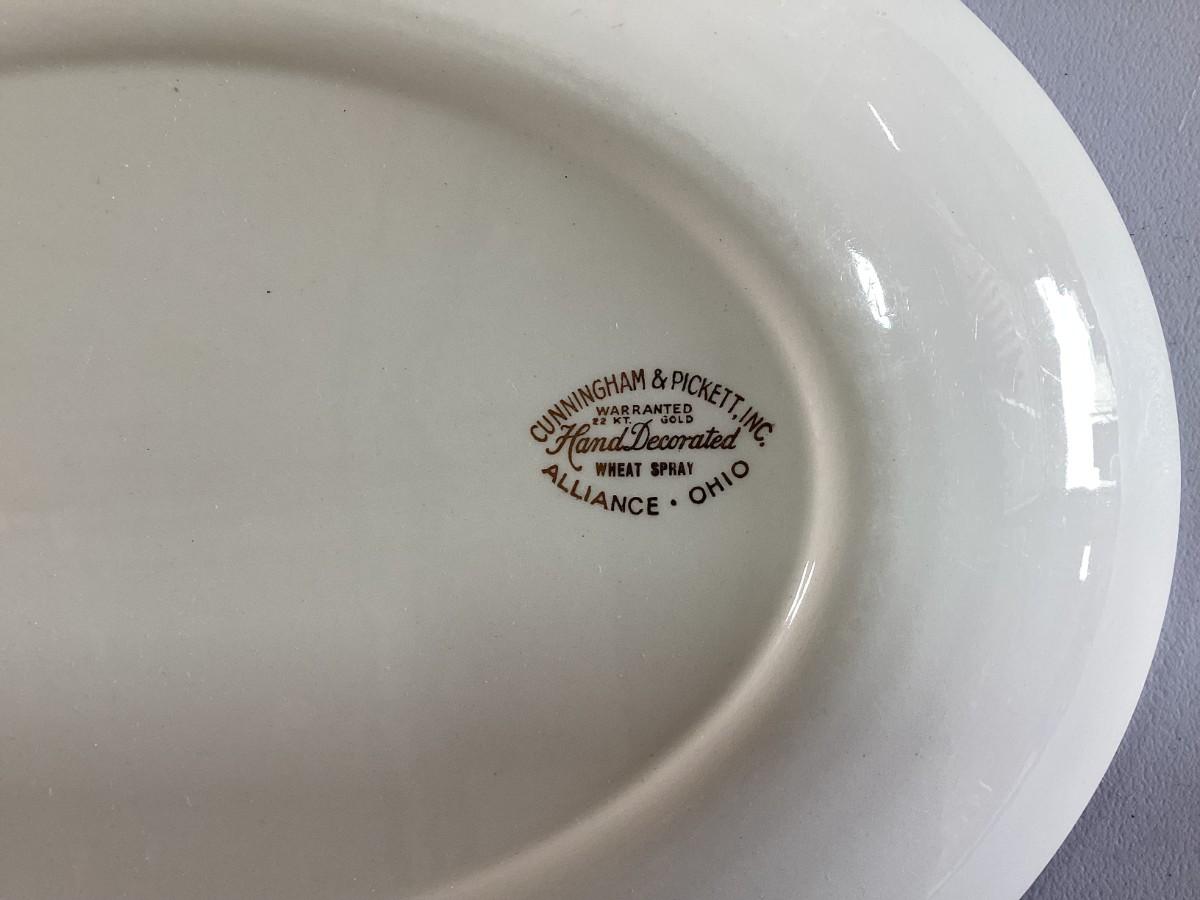 CUNNINGHAM & PICKETT, INC.
WARRANTED
22 KT. GOLD
Hand Decorated
WHEAT SPRAY
ALLIANCE • OHIO